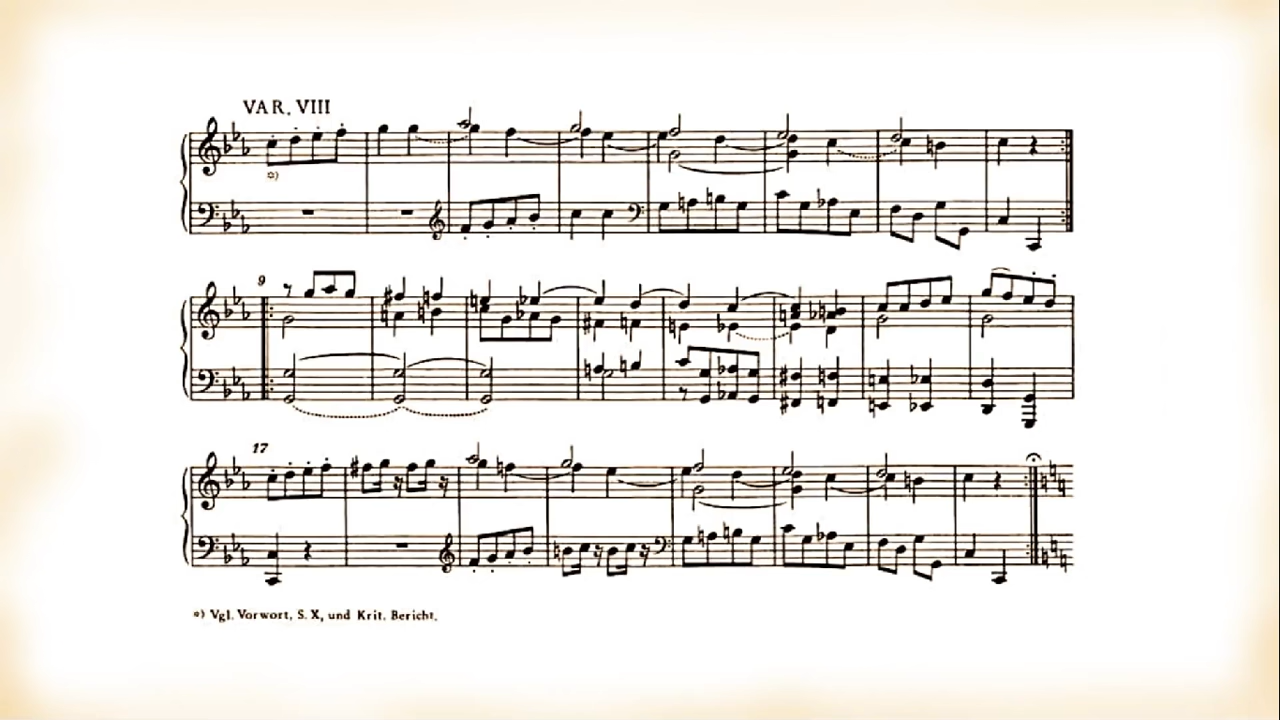 VAR. VIII
*)
9
17
*) Vgl. Vorwort, S. X, und Krit. Bericht.